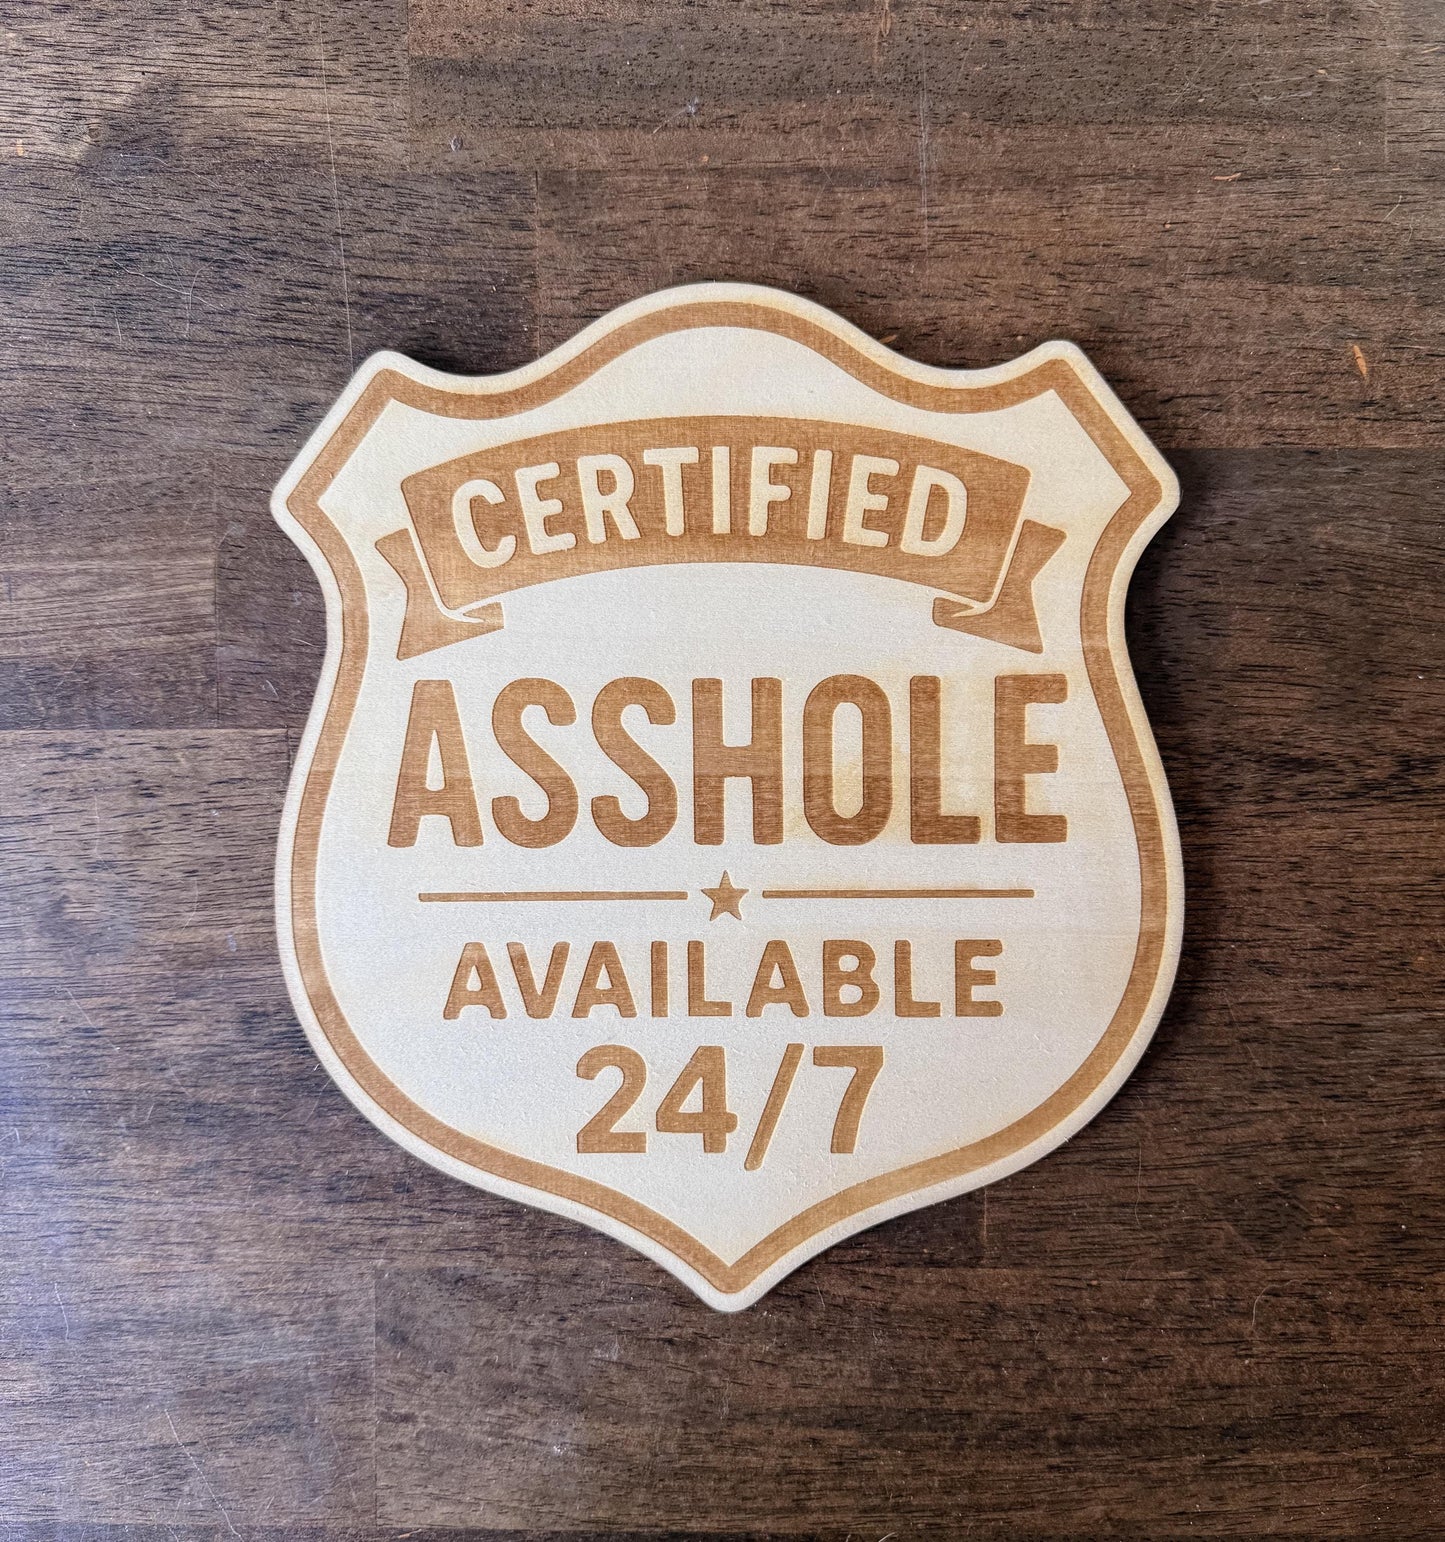 CERTIFIED
ASSHOLE
AVAILABLE
24/7